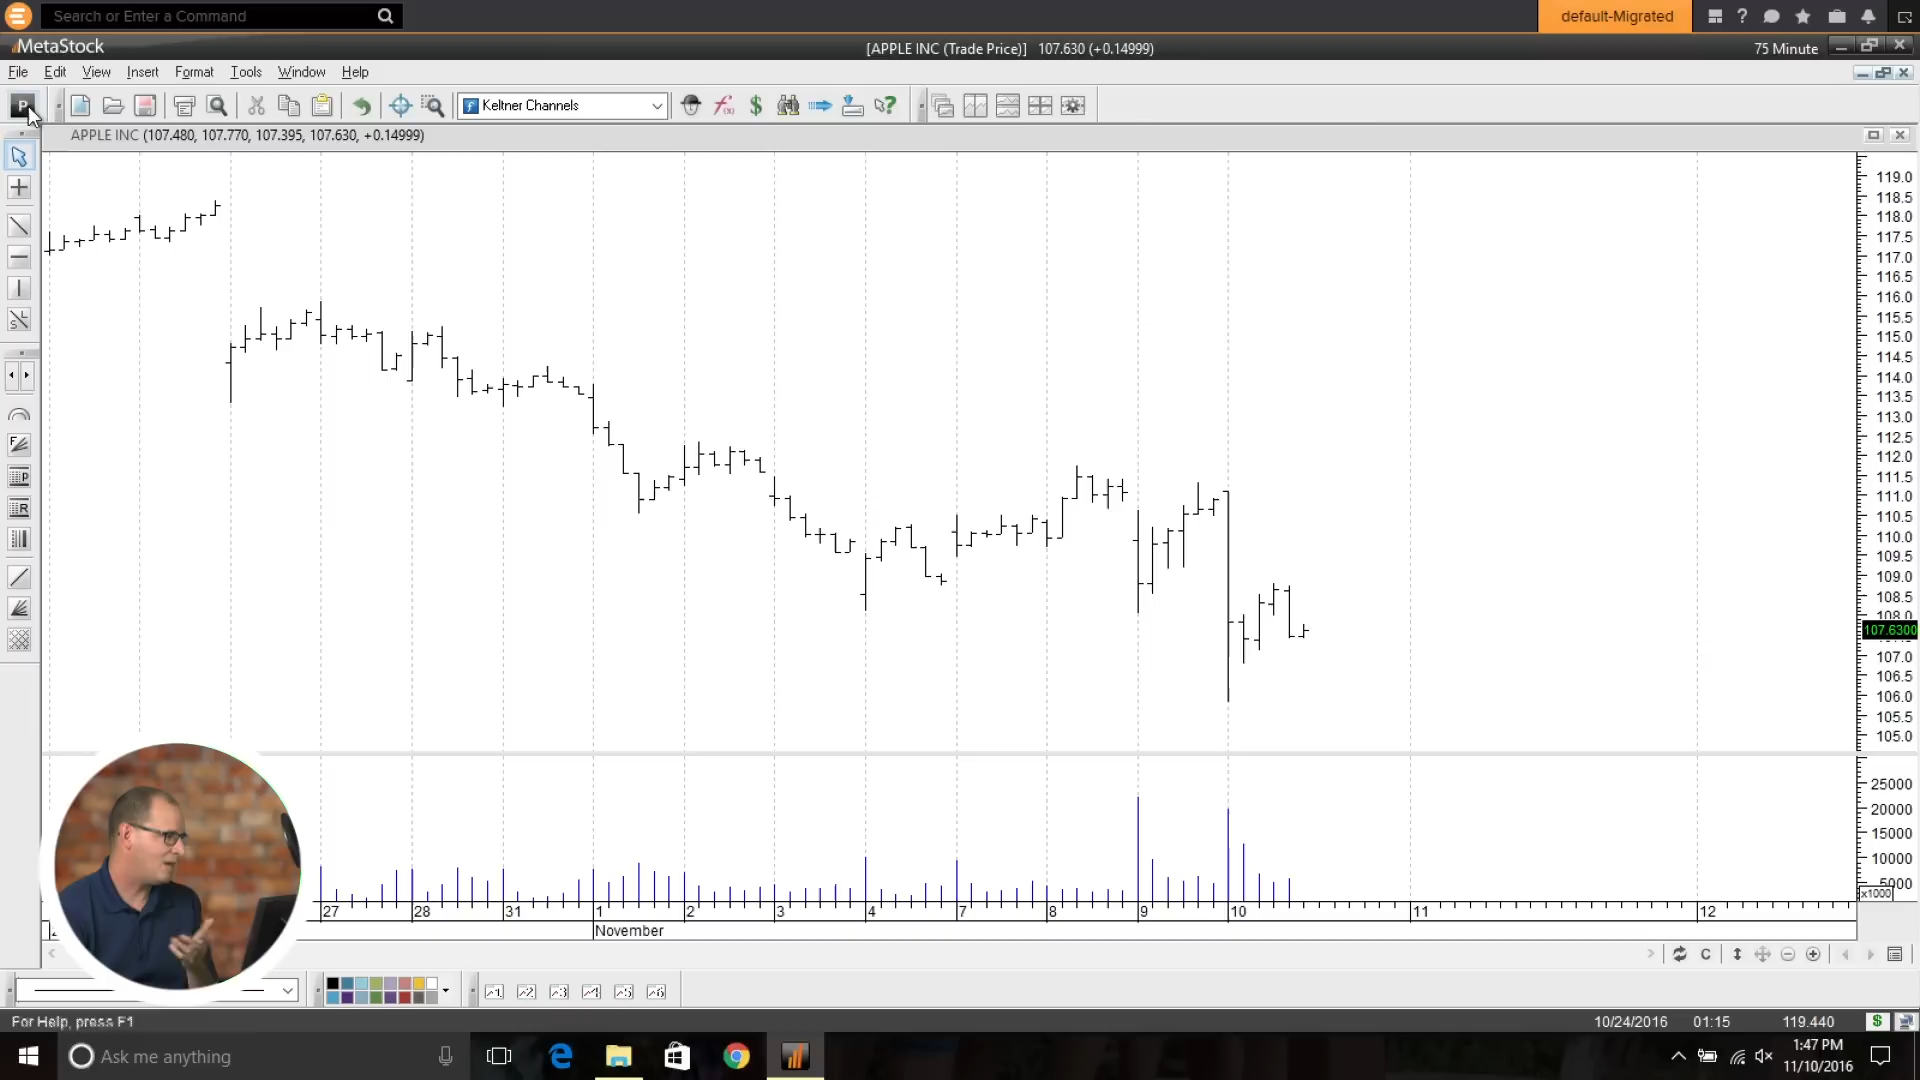 Search or Enter a Command
default-Migrated
MetaStock
[APPLE INC (Trade Price)] 107.630 (+0.14999)
75 Minute
File Edit View Insert Format Tools Window Help
P
Keltner Channels
APPLE INC (107.480, 107.770, 107.395, 107.630, +0.14999)
119.0
118.5
118.0
117.5
117.0
116.5
116.0
115.5
115.0
114.5
114.0
113.5
113.0
112.5
112.0
111.5
111.0
110.5
110.0
109.5
109.0
108.5
108.0
107.6300
107.0
106.5
106.0
105.5
105.0
25000
20000
15000
10000
5000
x1000
27 28 31 1 2 3 4 7 8 9 10 11 12
November
C
For Help, press F1
10/24/2016 01:15 119.440
Ask me anything
1:47 PM
11/10/2016